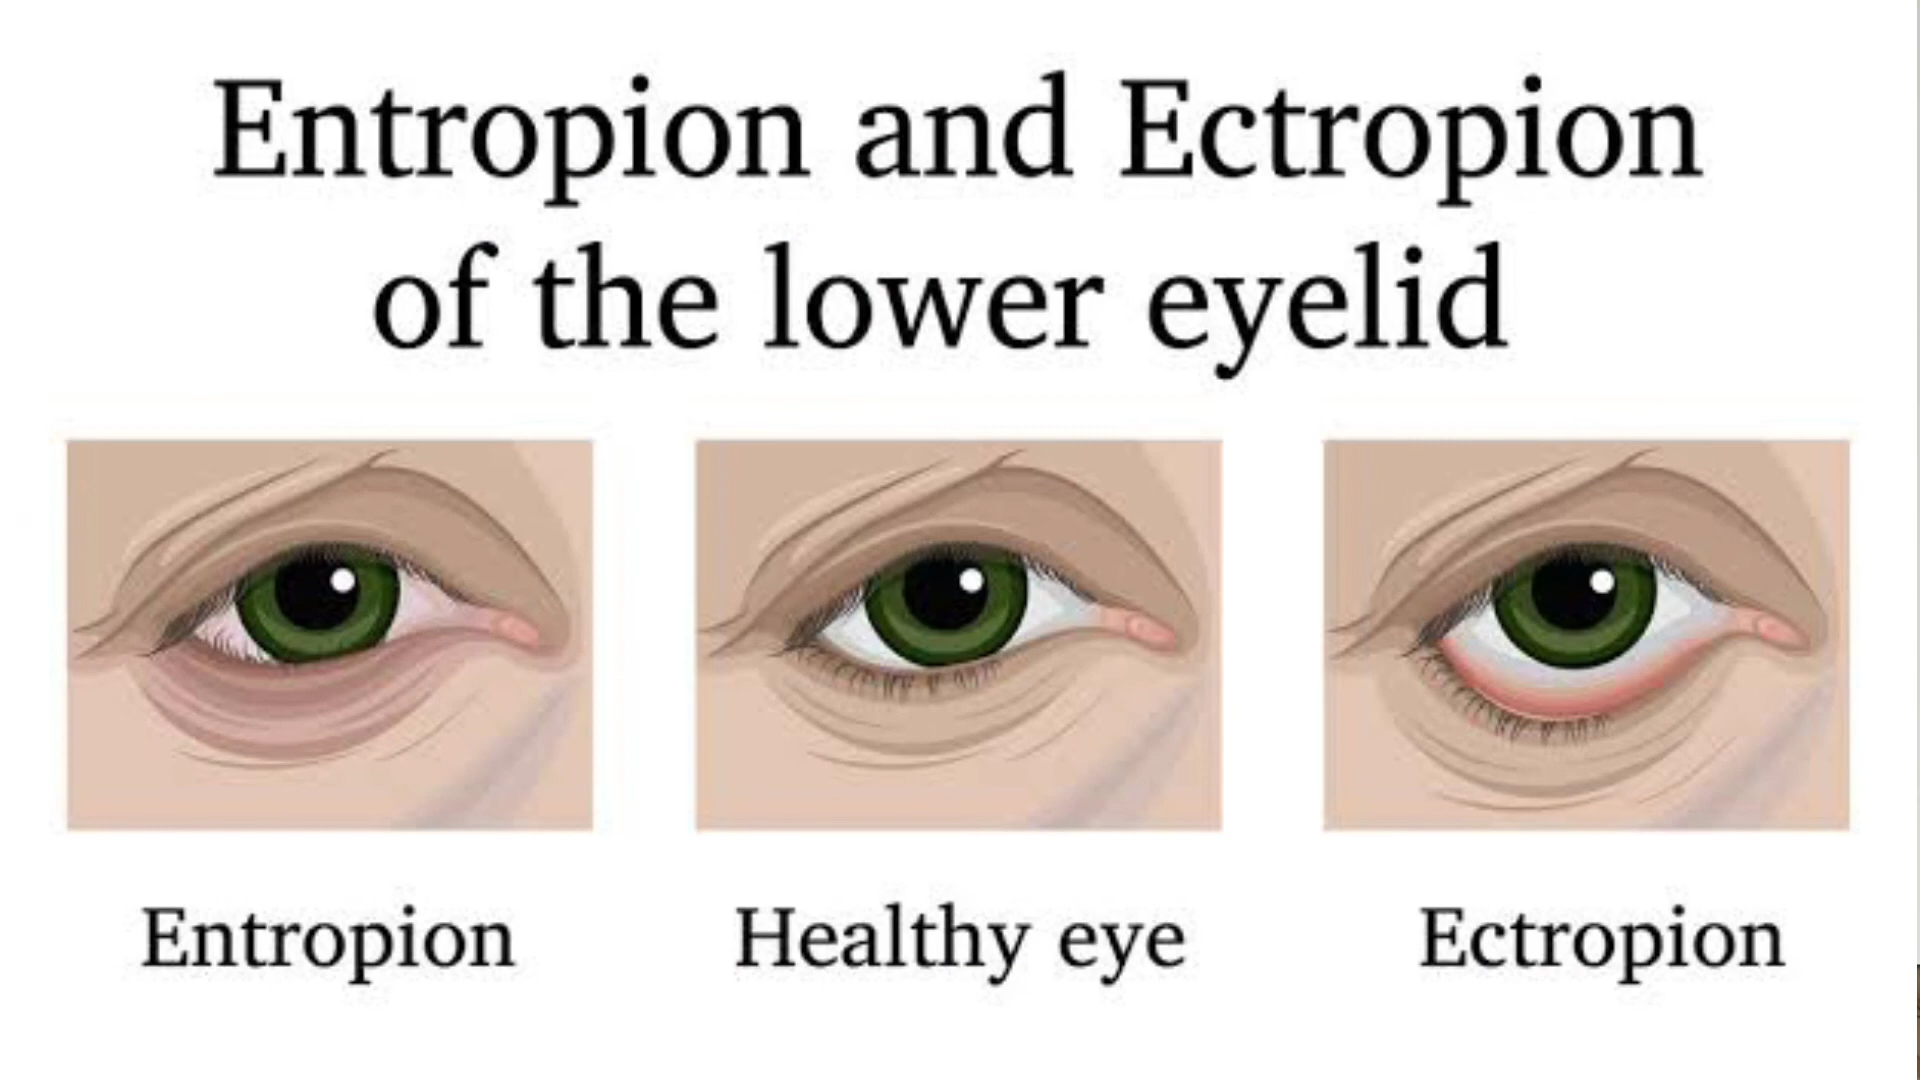 Entropion and Ectropion
of the lower eyelid
Entropion
Healthy eye
Ectropion